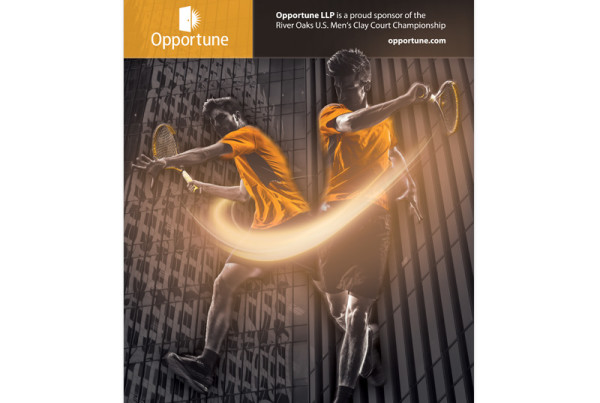 Opportune
Opportune LLP is a proud sponsor of the
River Oaks U.S. Men's Clay Court Championship
opportune.com